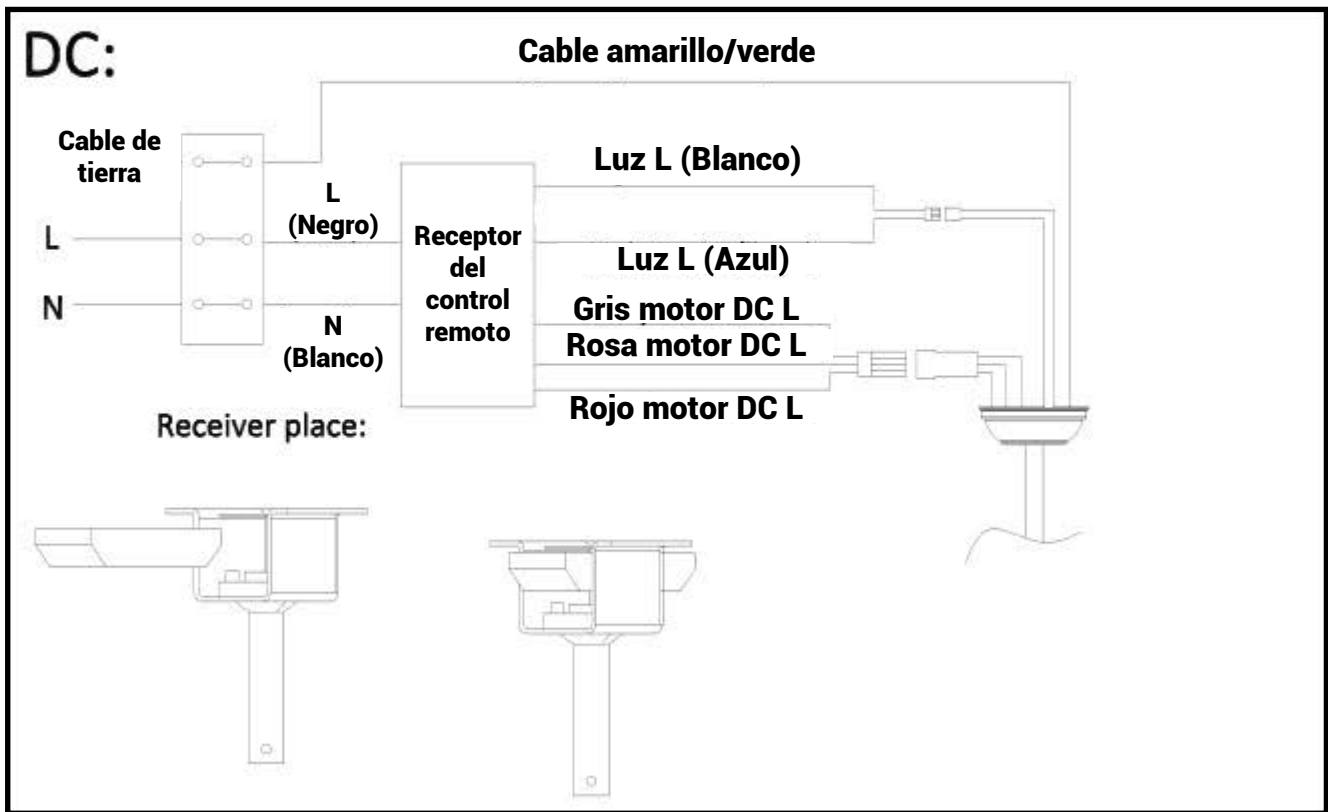 DC:
Cable amarillo/verde
Cable de
tierra
Luz L (Blanco)
L
(Negro)
L
Receptor
del
control
remoto
Luz L (Azul)
N
Gris motor DC L
N
(Blanco)
Rosa motor DC L
Rojo motor DC L
Receiver place: